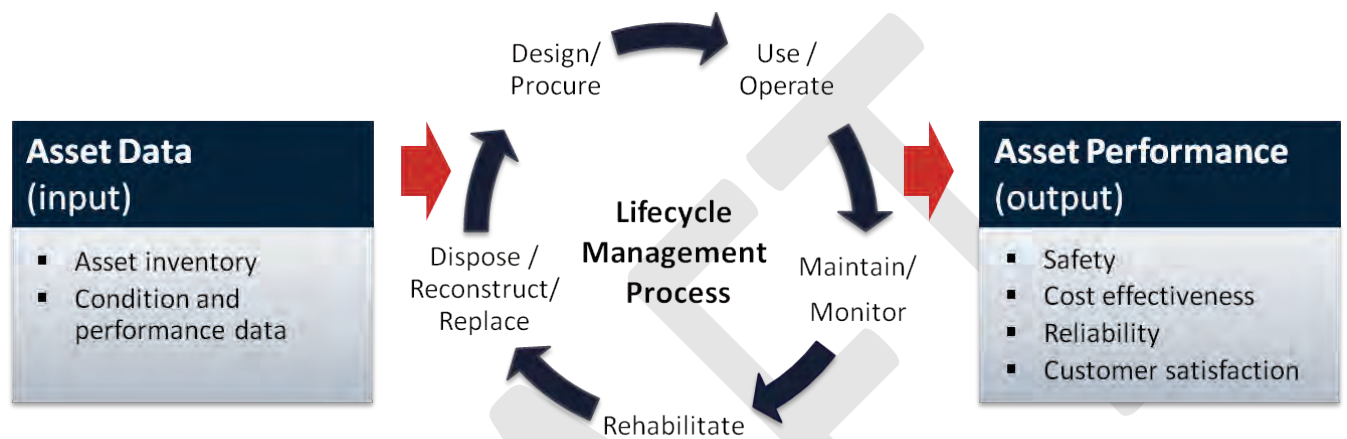 Asset Data
(input)
▪ Asset inventory
▪ Condition and
performance data
Design/
Procure
Use /
Operate
Lifecycle
Management
Process
Maintain/
Monitor
Rehabilitate
Dispose /
Reconstruct/
Replace
Asset Performance
(output)
▪ Safety
▪ Cost effectiveness
▪ Reliability
▪ Customer satisfaction